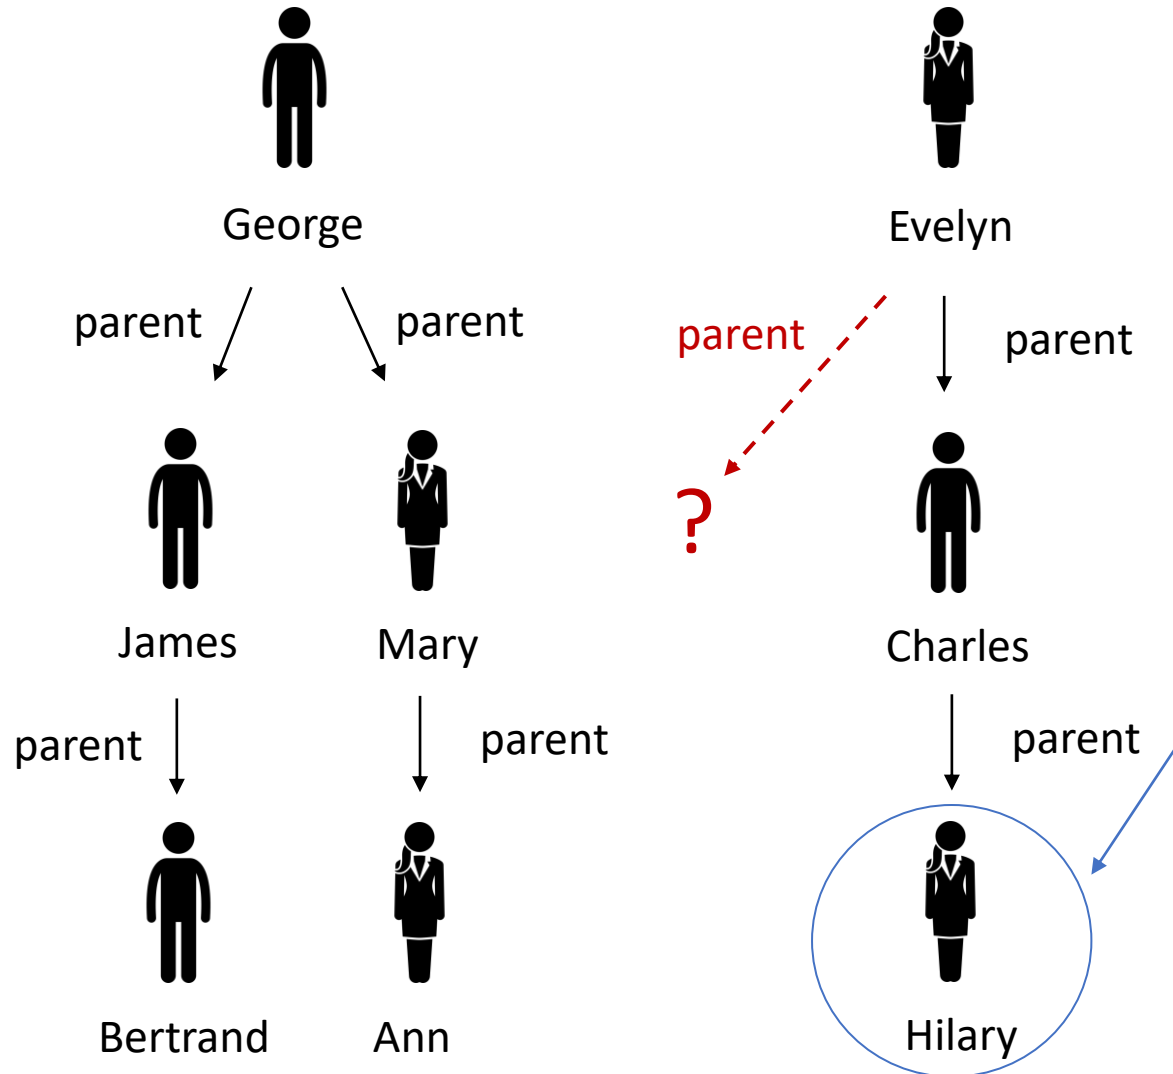 George
Evelyn
parent
parent
parent
parent
?
James
Mary
Charles
parent
parent
parent
Bertrand
Ann
Hilary